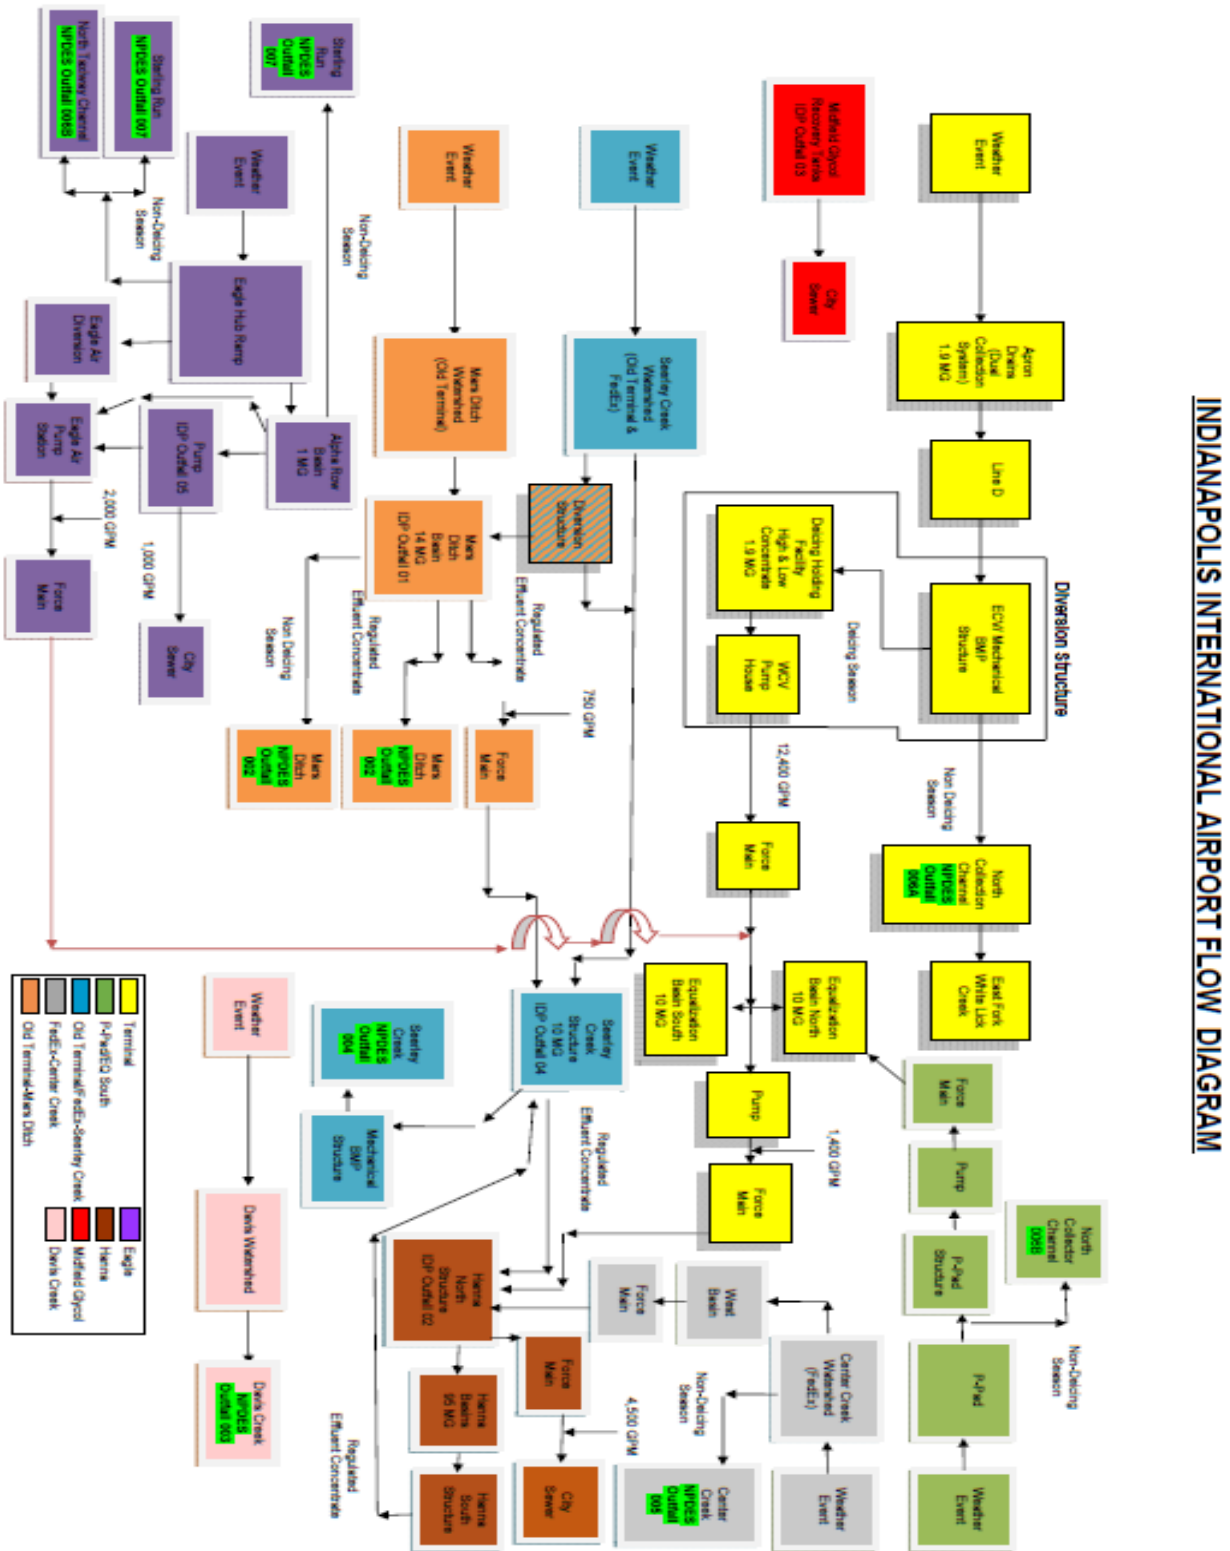 INDIANAPOLIS INTERNATIONAL AIRPORT FLOW DIAGRAM
Weather
Event
Apron
Drains
(Dual
Collection
System)
1.9 MG
Line D
Diversion Structure
ECVI Mechanical
BMP
Structure
Non Deicing
Season
North
Collection
Channel
NPDES
Outfall
006A
East Fork
White Lick
Creek
Deicing Season
Deicing Holding
Facility
High & Low
Concentrate
1.9 MG
WCV
Pump
House
12,400 GPM
Force
Main
Equalization
Basin North
10 MG
Equalization
Basin South
10 MG
Pump
1,400 GPM
Force
Main
Force
Main
Pump
P-Pad
Structure
North
Collector
Channel
006B
Non-Deicing
Season
P-Pad
Weather
Event
Midfield Glycol
Recovery Tanks
IDP Outfall 03
City
Sewer
Weather
Event
Seerley Creek
Watershed
(Old Terminal &
FedEx)
Diversion
Structure
Seerley
Creek
Structure
10 MG
IDP Outfall 04
Regulated
Effluent Concentrate
Mechanical
BMP
Structure
Seerley
Creek
NPDES
Outfall
004
Weather
Event
Center Creek
Watershed
(FedEx)
West
Basin
Force
Main
Non-Deicing
Season
Center
Creek
NPDES
Outfall
005
Weather
Event
Mars Ditch
Watershed
(Old Terminal)
Mars
Ditch
Basin
14 MG
IDP Outfall 01
Regulated
Effluent Concentrate
750 GPM
Force
Main
Regulated
Effluent Concentrate
Mars
Ditch
NPDES
Outfall
002
Non Deicing
Season
Mars
Ditch
NPDES
Outfall
002
Hanna
North
Structure
IDP Outfall 02
Force
Main
4,500 GPM
City
Sewer
Hanna
Basins
95 MG
Hanna
South
Structure
Regulated
Effluent Concentrate
Sterling
Run
NPDES
Outfall
007
Non-Deicing
Season
Sterling Run
NPDES Outfall 007
North Taxiway Channel
NPDES Outfall 006B
Non-Deicing
Season
Weather
Event
Eagle Hub Ramp
Alpha Row
Basin
1 MG
Eagle Air
Diversion
Pump
IDP Outfall 05
1,000 GPM
City
Sewer
Eagle Air
Pump
Station
2,000 GPM
Force
Main
Weather
Event
Davis Watershed
Davis Creek
NPDES
Outfall 003
Terminal
P-Pad/EQ South
Old Terminal/FedEx-Seerley Creek
FedEx-Center Creek
Old Terminal-Mars Ditch
Eagle
Hanna
Midfield Glycol
Davis Creek